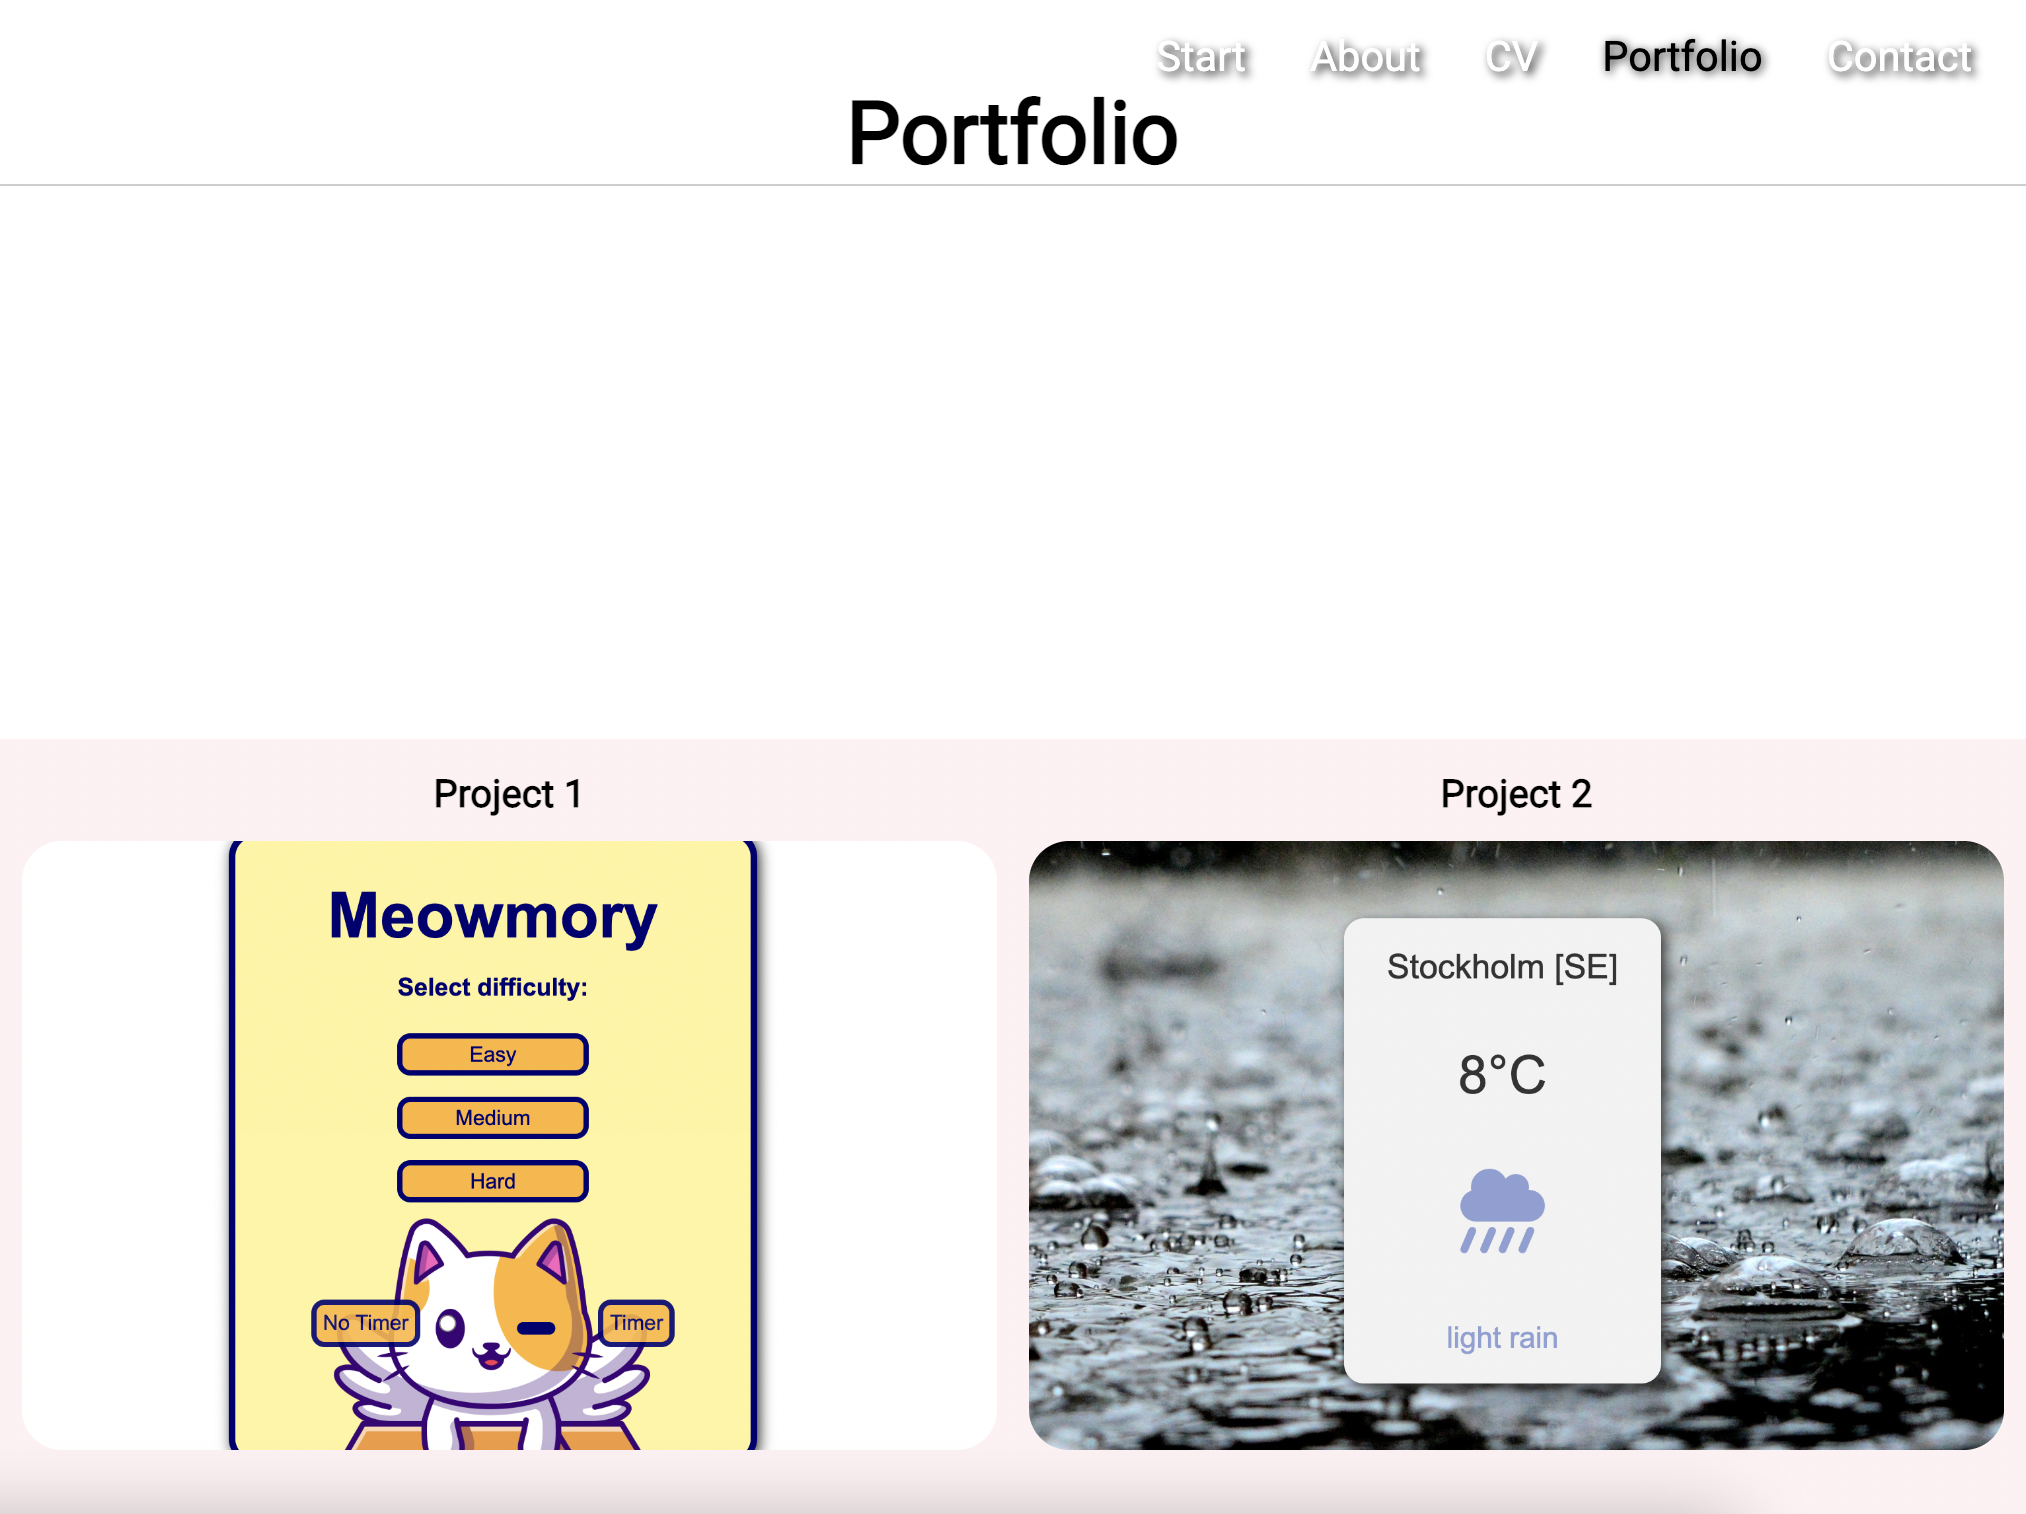 Start About CV Portfolio Contact
Portfolio
Project 1
Project 2
Meowmory
Select difficulty:
Easy
Medium
Hard
No Timer
Timer
Stockholm [SE]
8°C
light rain